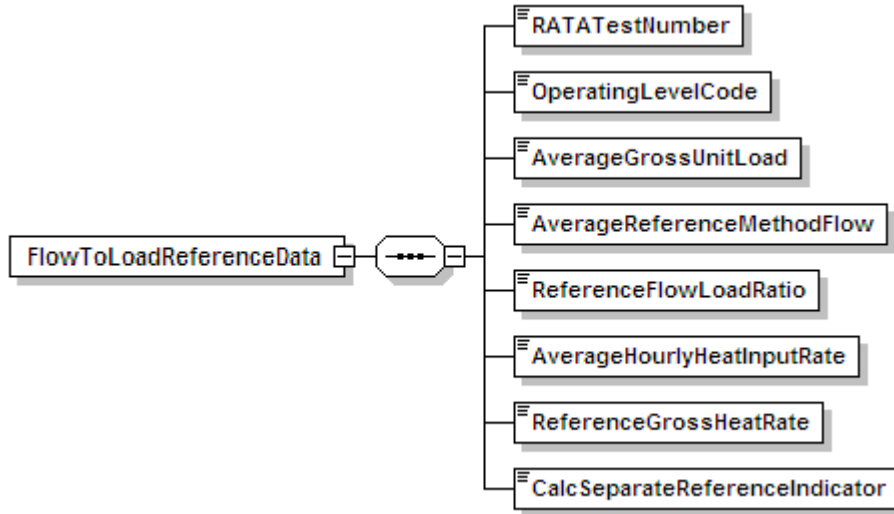 RATATestNumber
OperatingLevelCode
AverageGrossUnitLoad
AverageReferenceMethodFlow
FlowToLoadReferenceData
ReferenceFlowLoadRatio
AverageHourlyHeatInputRate
ReferenceGrossHeatRate
CalcSeparateReferenceIndicator